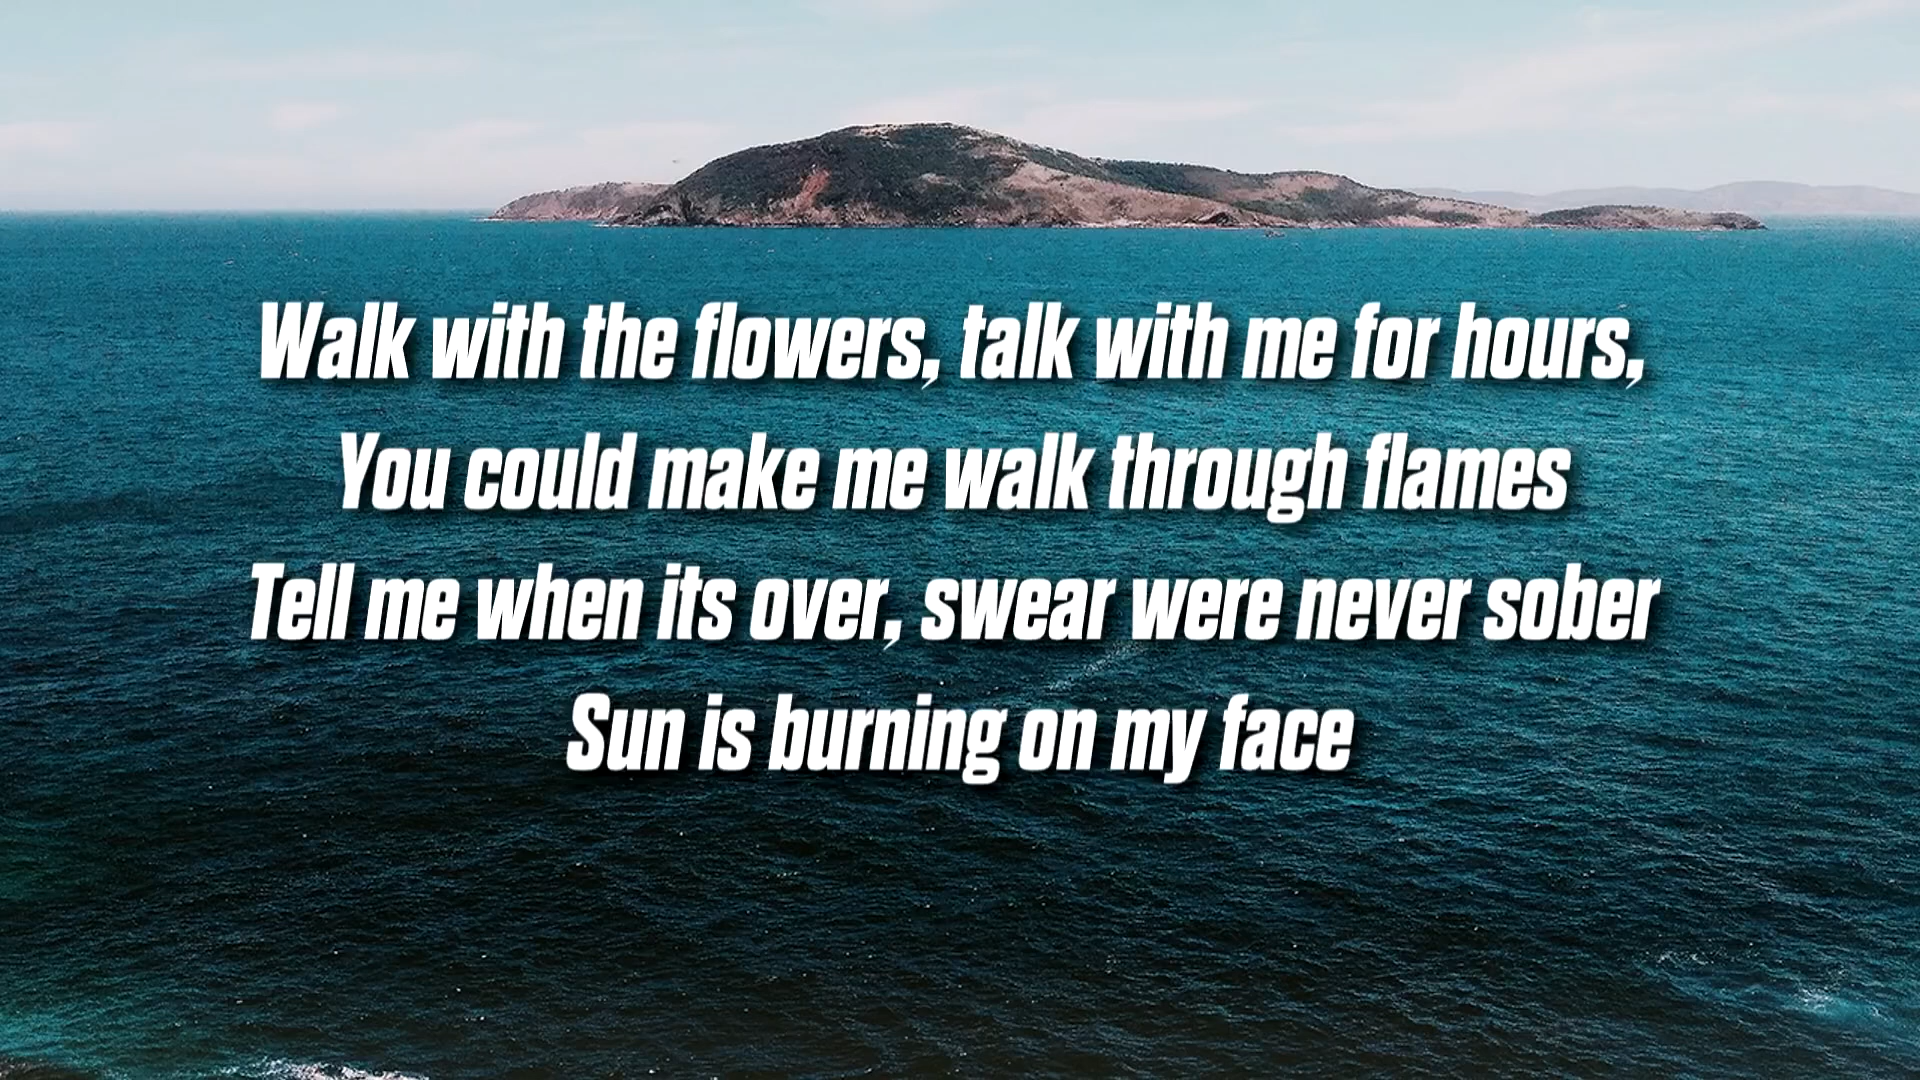 Walk with the flowers, talk with me for hours,
You could make me walk through flames
Tell me when its over, swear were never sober
Sun is burning on my face